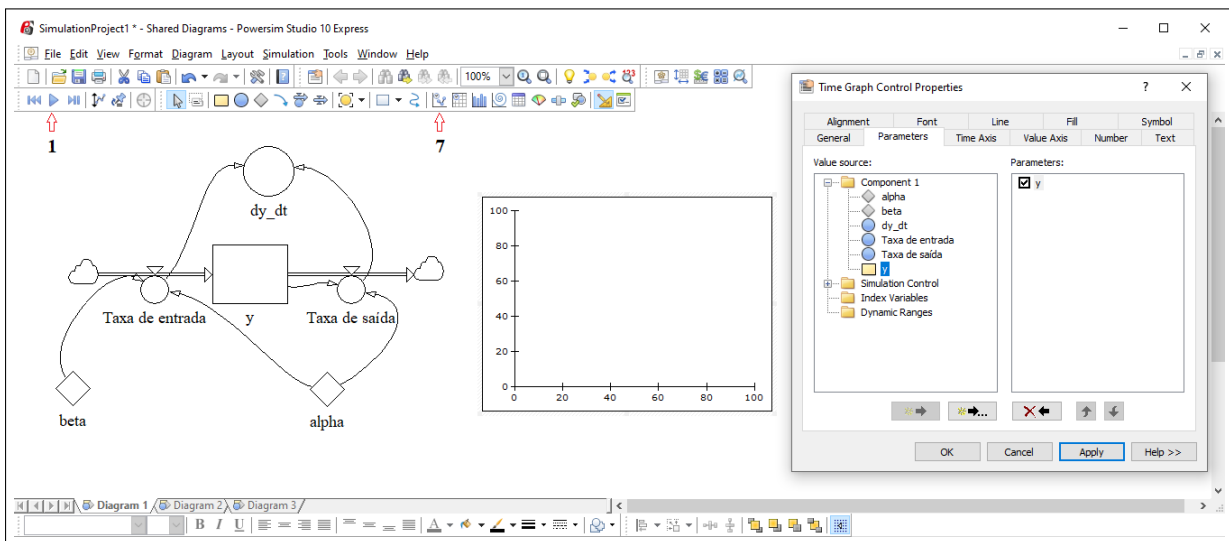 SimulationProject1 * - Shared Diagrams - Powersim Studio 10 Express
File Edit View Format Diagram Layout Simulation Tools Window Help
100%
1
7
dy_dt
Taxa de entrada
y
Taxa de saída
beta
alpha
100
80
60
40
20
0
0 20 40 60 80 100
Time Graph Control Properties
?
Alignment Font Line Fill Symbol
General Parameters Time Axis Value Axis Number Text
Value source:
Component 1
alpha
beta
dy_dt
Taxa de entrada
Taxa de saída
y
Simulation Control
Index Variables
Dynamic Ranges
Parameters:
y
OK Cancel Apply Help >>
Diagram 1 Diagram 2 Diagram 3
B I U A